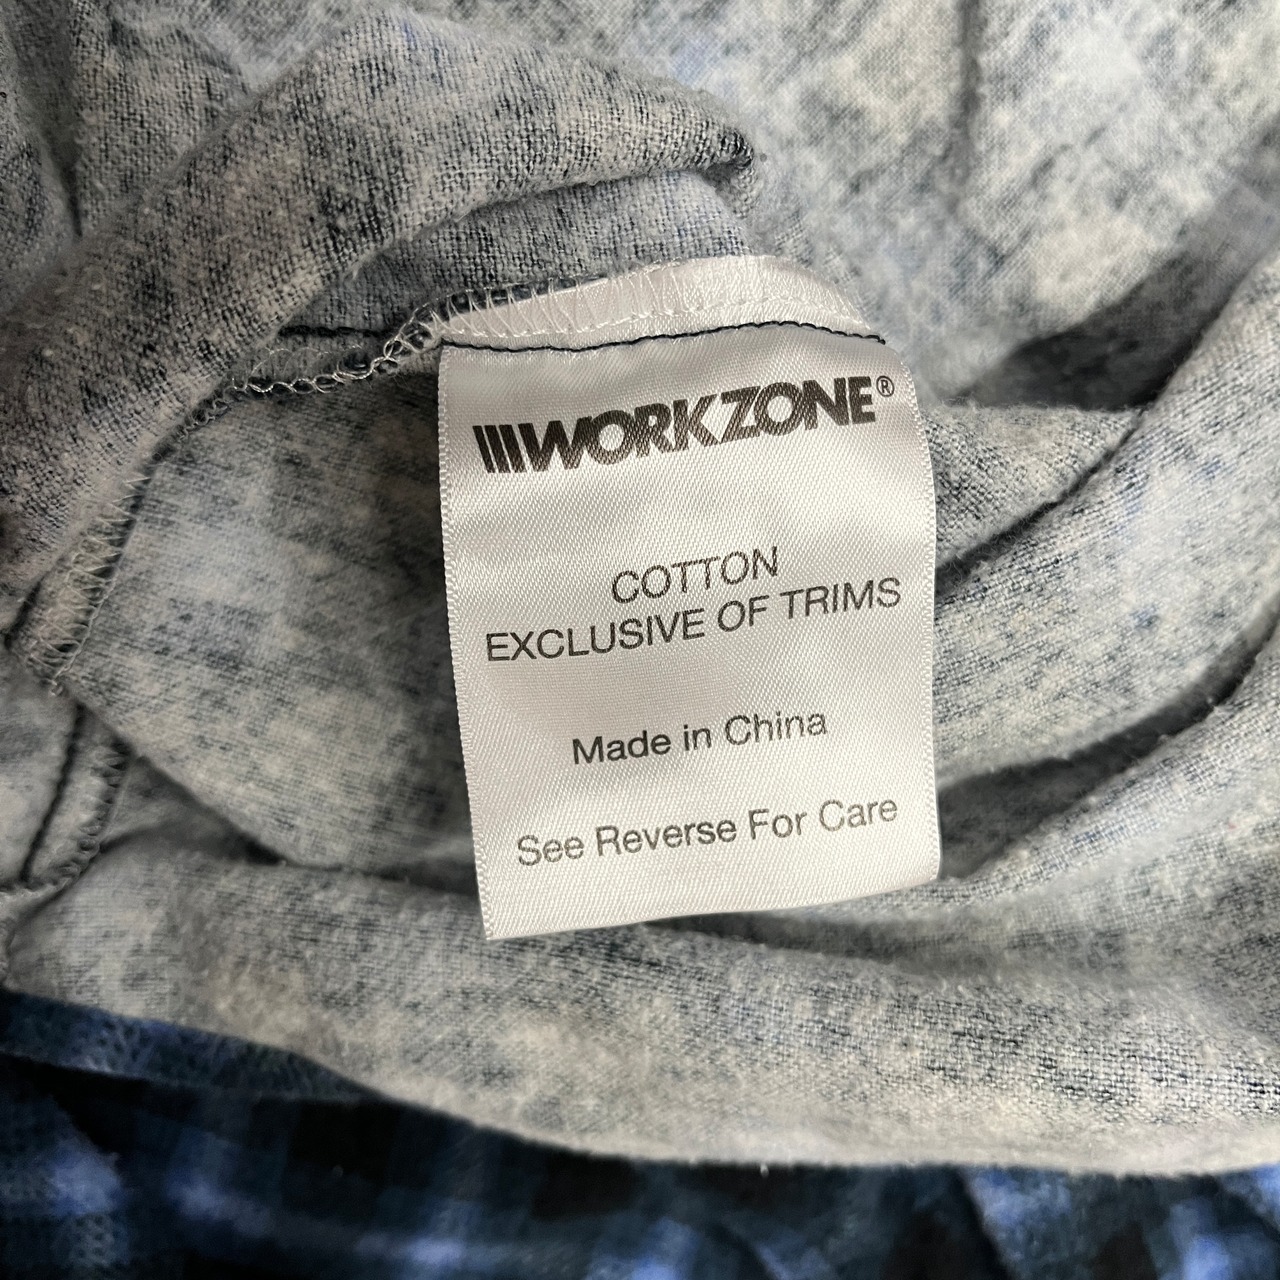 WORKZONE®
COTTON
EXCLUSIVE OF TRIMS
Made in China
See Reverse For Care